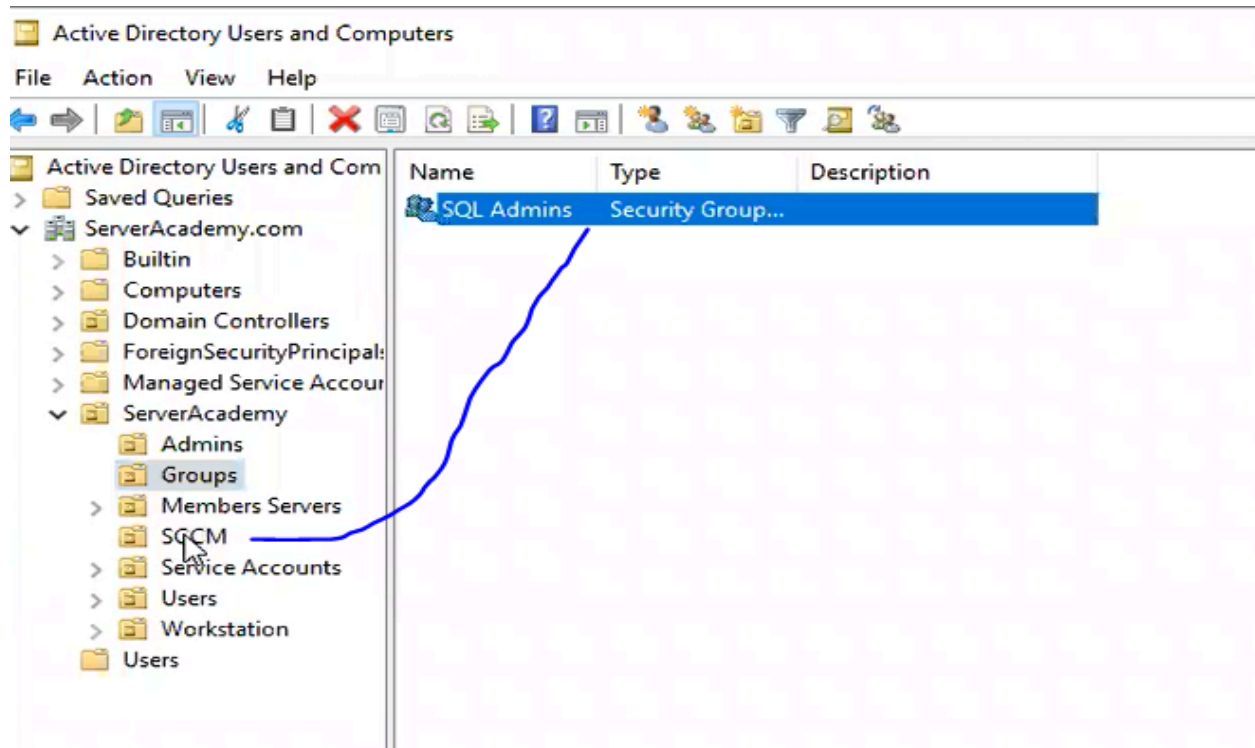 Active Directory Users and Computers
File Action View Help
Active Directory Users and Com
Name Type Description
Saved Queries
SQL Admins Security Group...
ServerAcademy.com
Builtin
Computers
Domain Controllers
ForeignSecurityPrincipals
Managed Service Accour
ServerAcademy
Admins
Groups
Members Servers
SCCM
Service Accounts
Users
Workstation
Users